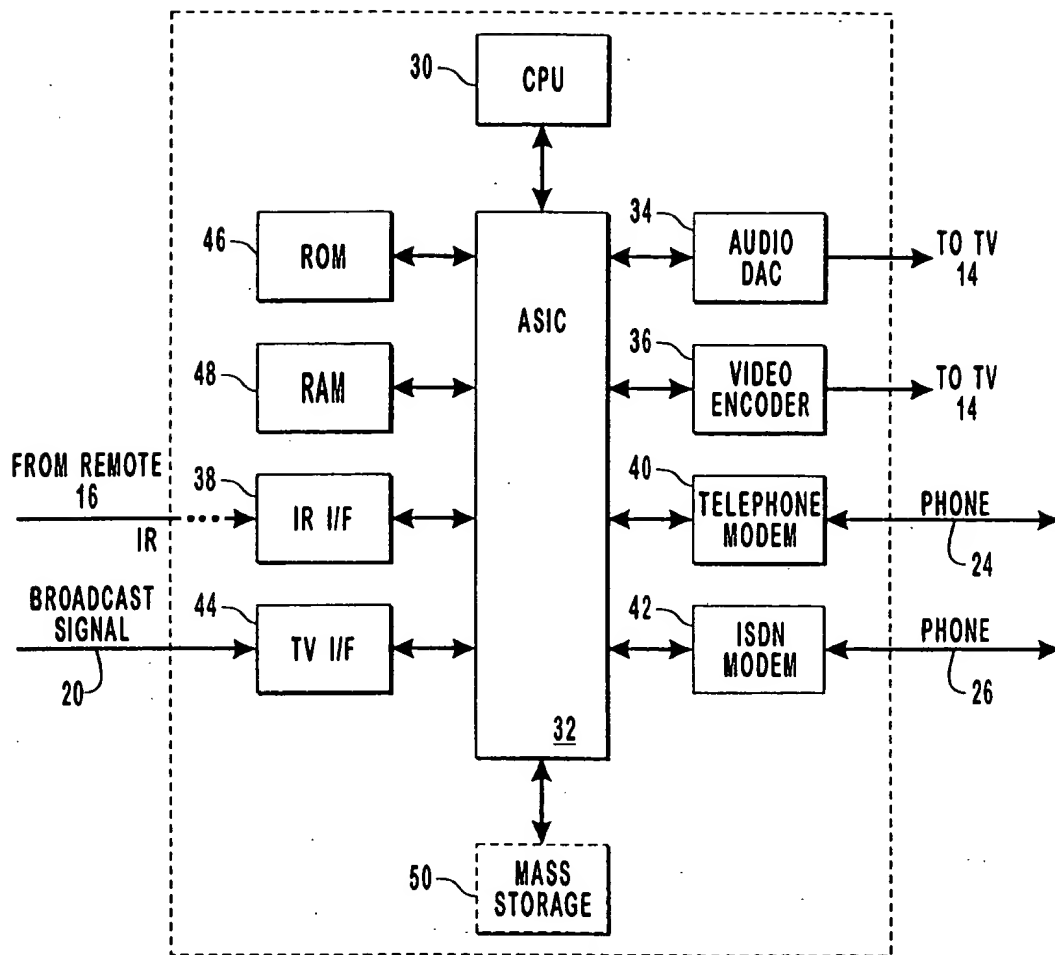 30
CPU
46
ROM
34
AUDIO
DAC
TO TV
14
ASIC
48
RAM
36
VIDEO
ENCODER
TO TV
14
FROM REMOTE
16
IR
38
IR I/F
40
TELEPHONE
MODEM
PHONE
24
BROADCAST
SIGNAL
20
44
TV I/F
42
ISDN
MODEM
PHONE
26
32
50
MASS
STORAGE